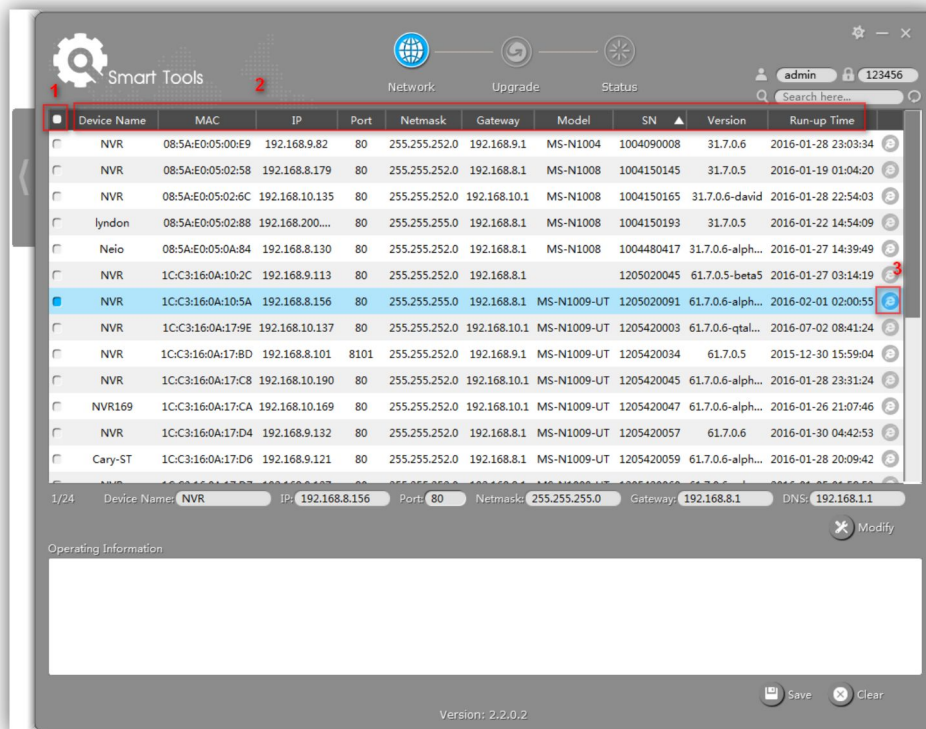 Smart Tools
Network
Upgrade
Status
admin
123456
Search here...
1
2
Device Name MAC IP Port Netmask Gateway Model SN Version Run-up Time
NVR 08:5A:E0:05:00:E9 192.168.9.82 80 255.255.252.0 192.168.9.1 MS-N1004 1004090008 31.7.0.6 2016-01-28 23:03:34
NVR 08:5A:E0:05:02:58 192.168.8.179 80 255.255.252.0 192.168.8.1 MS-N1008 1004150145 31.7.0.5 2016-01-19 01:04:20
NVR 08:5A:E0:05:02:6C 192.168.10.135 80 255.255.252.0 192.168.10.1 MS-N1008 1004150165 31.7.0.6-david 2016-01-28 22:54:03
lyndon 08:5A:E0:05:02:88 192.168.200.... 80 255.255.252.0 192.168.8.1 MS-N1008 1004150193 31.7.0.5 2016-01-22 14:54:09
Neio 08:5A:E0:05:0A:84 192.168.8.130 80 255.255.252.0 192.168.8.1 MS-N1008 1004480417 31.7.0.6-alph... 2016-01-27 14:39:49
NVR 1C:C3:16:0A:10:2C 192.168.9.113 80 255.255.252.0 192.168.8.1 1205020045 61.7.0.5-beta5 2016-01-27 03:14:19
3
NVR 1C:C3:16:0A:10:5A 192.168.8.156 80 255.255.252.0 192.168.8.1 MS-N1009-UT 1205020091 61.7.0.6-alph... 2016-02-01 02:00:55
NVR 1C:C3:16:0A:17:9E 192.168.10.137 80 255.255.252.0 192.168.10.1 MS-N1009-UT 1205420003 61.7.0.6-qtal... 2016-07-02 08:41:24
NVR 1C:C3:16:0A:17:BD 192.168.8.101 8101 255.255.252.0 192.168.9.1 MS-N1009-UT 1205420034 61.7.0.5 2015-12-30 15:59:04
NVR 1C:C3:16:0A:17:C8 192.168.10.190 80 255.255.252.0 192.168.10.1 MS-N1009-UT 1205420045 61.7.0.6-alph... 2016-01-28 23:31:24
NVR169 1C:C3:16:0A:17:CA 192.168.10.169 80 255.255.252.0 192.168.10.1 MS-N1009-UT 1205420047 61.7.0.6-alph... 2016-01-26 21:07:46
NVR 1C:C3:16:0A:17:D4 192.168.9.132 80 255.255.252.0 192.168.8.1 MS-N1009-UT 1205420057 61.7.0.6 2016-01-30 04:42:53
Cary-ST 1C:C3:16:0A:17:D6 192.168.9.121 80 255.255.252.0 192.168.8.1 MS-N1009-UT 1205420059 61.7.0.6-alph... 2016-01-28 20:09:42
1/24 Device Name: NVR IP: 192.168.8.156 Port: 80 Netmask: 255.255.255.0 Gateway: 192.168.8.1 DNS: 192.168.1.1
Modify
Operating Information
Save
Clear
Version: 2.2.0.2